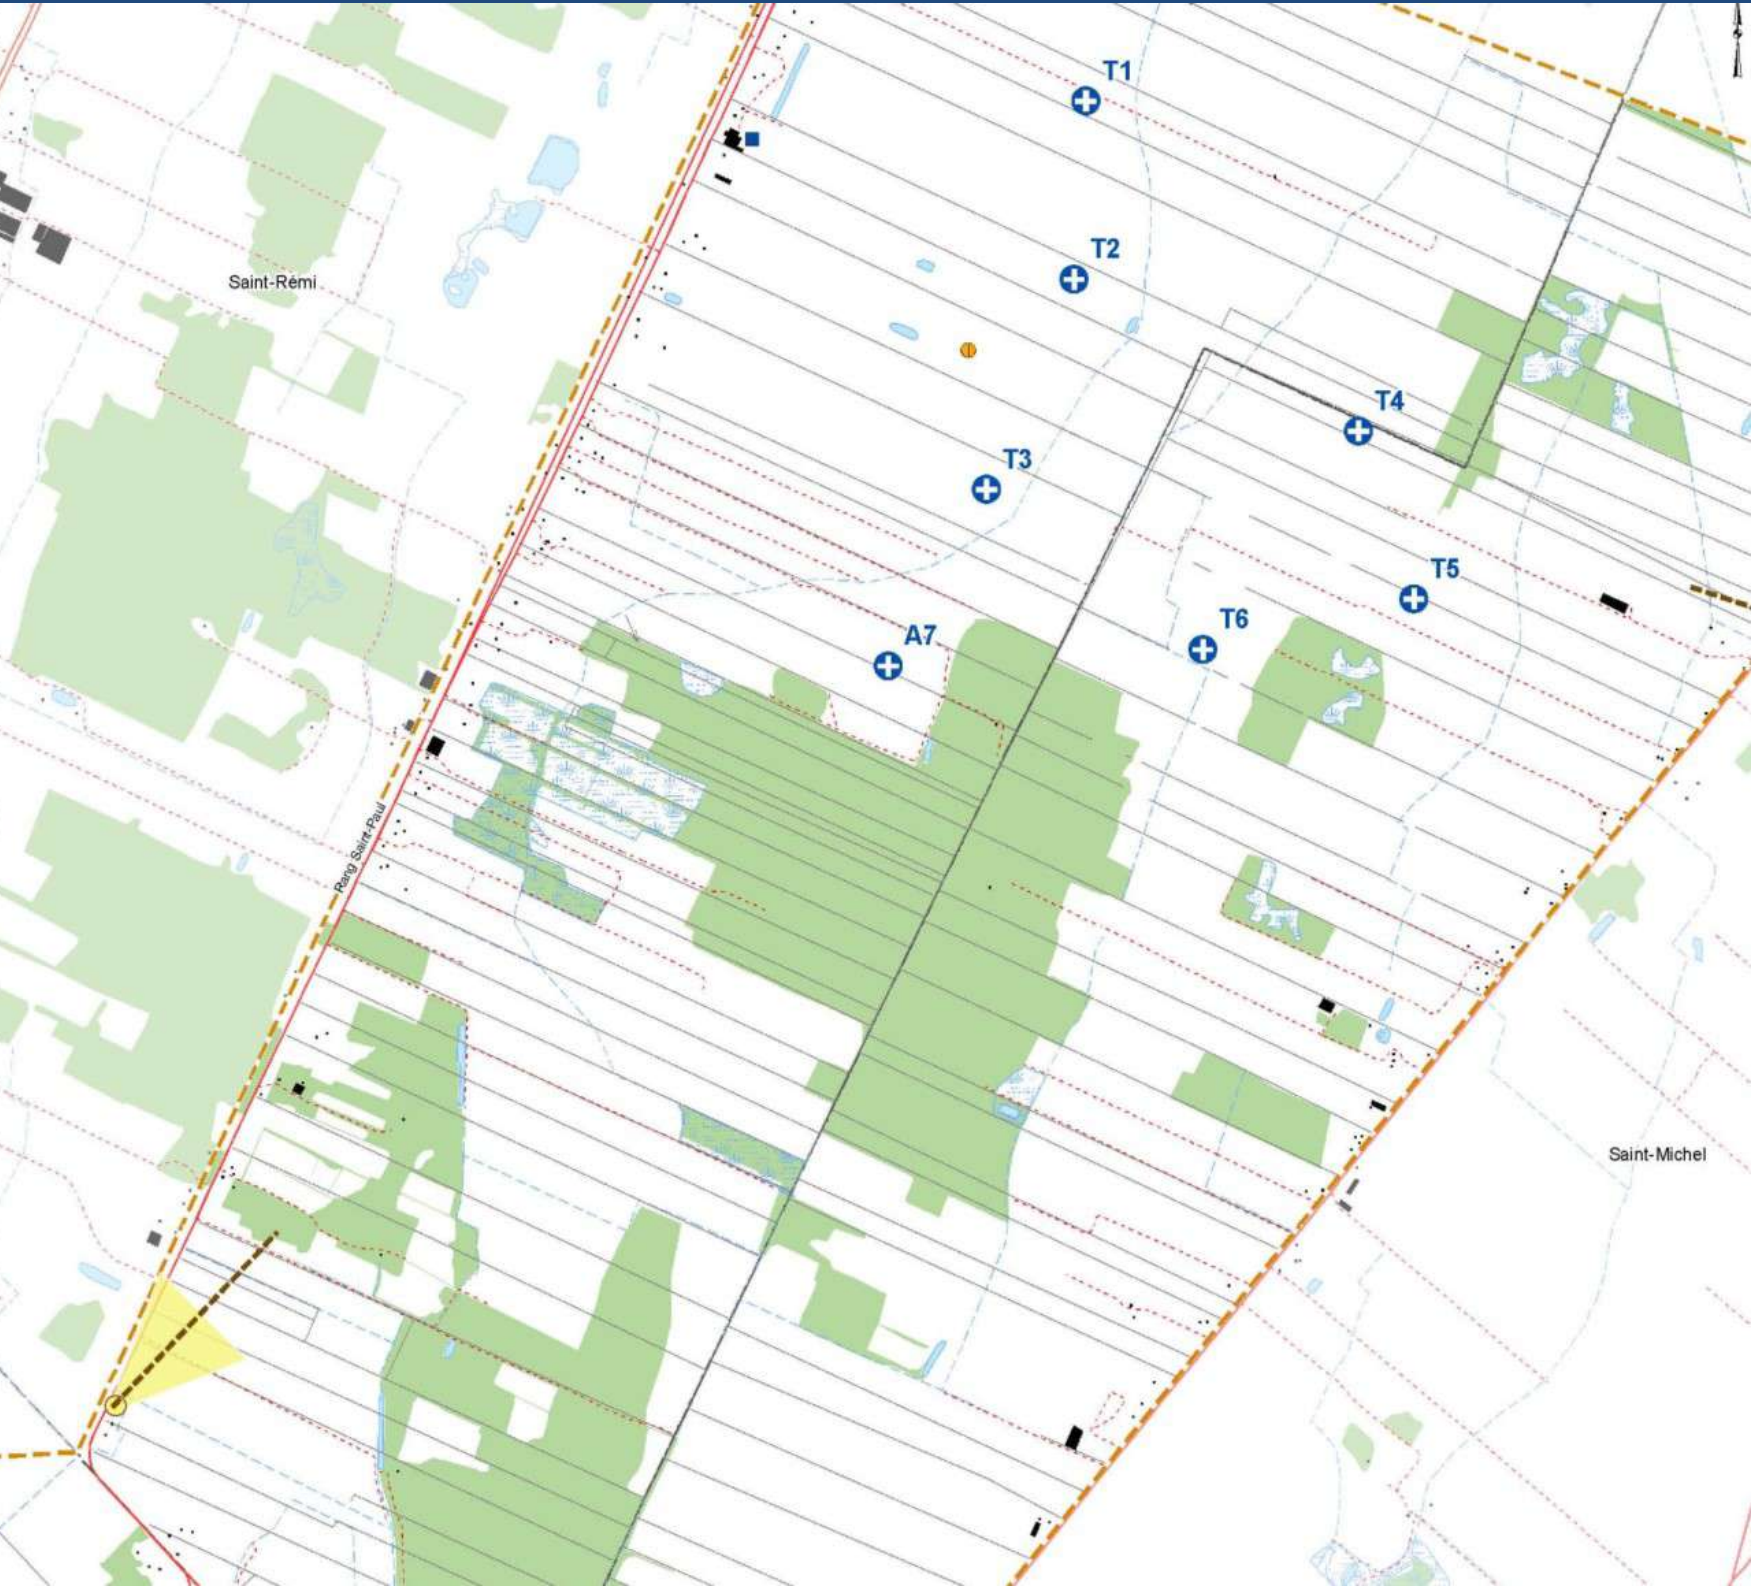 T1
T2
Saint-Rémi
T4
T3
T5
T6
A7
Rang Saint-Paul
Saint-Michel